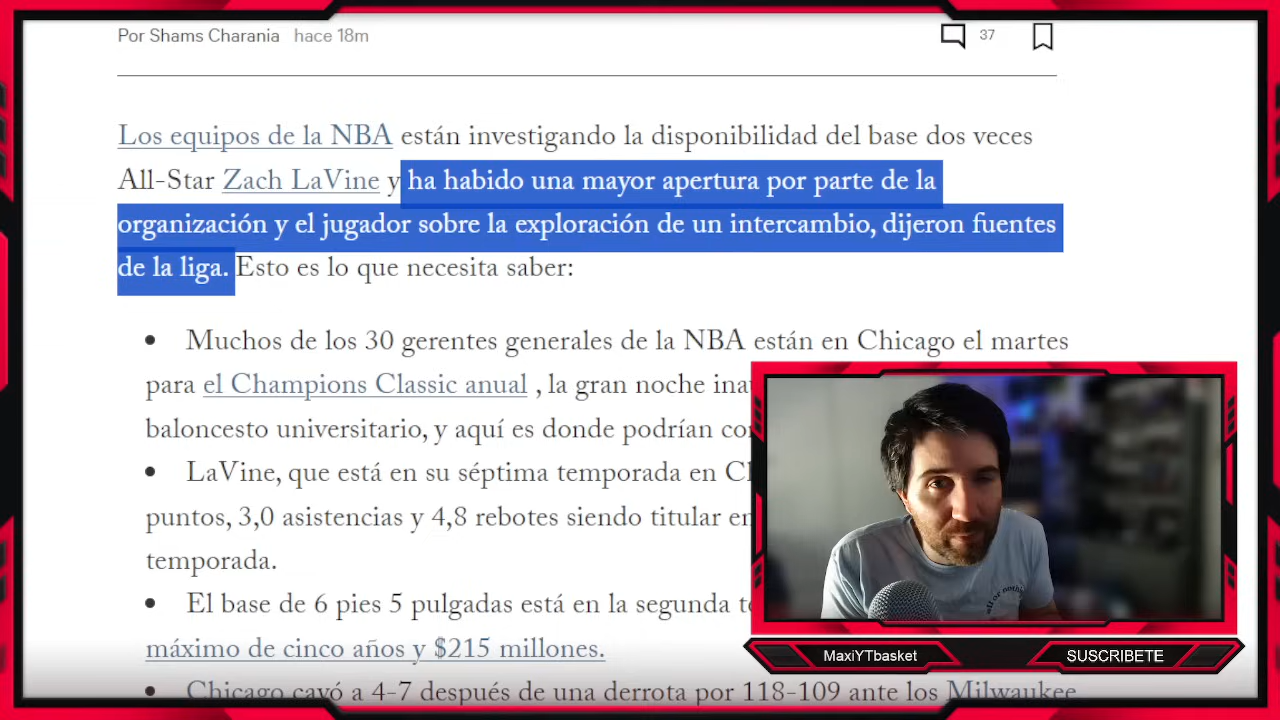 Por Shams Charania hace 18m
37
Los equipos de la NBA están investigando la disponibilidad del base dos veces
All-Star Zach LaVine y ha habido una mayor apertura por parte de la
organización y el jugador sobre la exploración de un intercambio, dijeron fuentes
de la liga. Esto es lo que necesita saber:
• Muchos de los 30 gerentes generales de la NBA están en Chicago el martes
para el Champions Classic anual , la gran noche
baloncesto universitario, y aquí es donde podrían
• LaVine, que está en su séptima temporada en
puntos, 3,0 asistencias y 4,8 rebotes siendo titular
temporada.
• El base de 6 pies 5 pulgadas está en la segunda
máximo de cinco años y $215 millones.
• Chicago cayó a 4-7 después de una derrota por 118-109 ante los Milwaukee
all or nothing
MaxiYTbasket
SUSCRIBETE